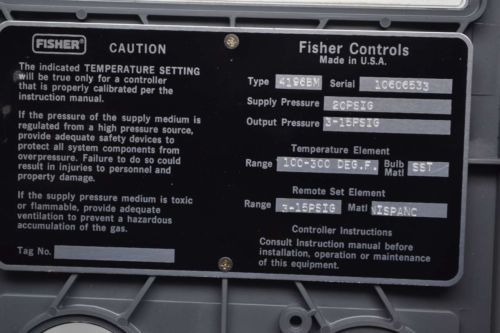 FISHER
CAUTION
The indicated TEMPERATURE SETTING
will be true only for a controller
that is properly calibrated per the
instruction manual.
If the pressure of the supply medium is
regulated from a high pressure source,
provide adequate safety devices to
protect all system components from
overpressure. Failure to do so could
result in injuries to personnel and
property damage.
If the supply pressure medium is toxic
or flammable, provide adequate
ventilation to prevent a hazardous
accumulation of the gas.
Tag No.
Fisher Controls
Made in U.S.A.
Type 4196BM Serial 10606533
Supply Pressure 20PSIG
Output Pressure 3-15PSIG
Temperature Element
Range 100-300 DEG.F. Bulb Matl SST
Remote Set Element
Range 3-15PSIG Matl NISPANC
Controller Instructions
Consult Instruction manual before
installation, operation or maintenance
of this equipment.